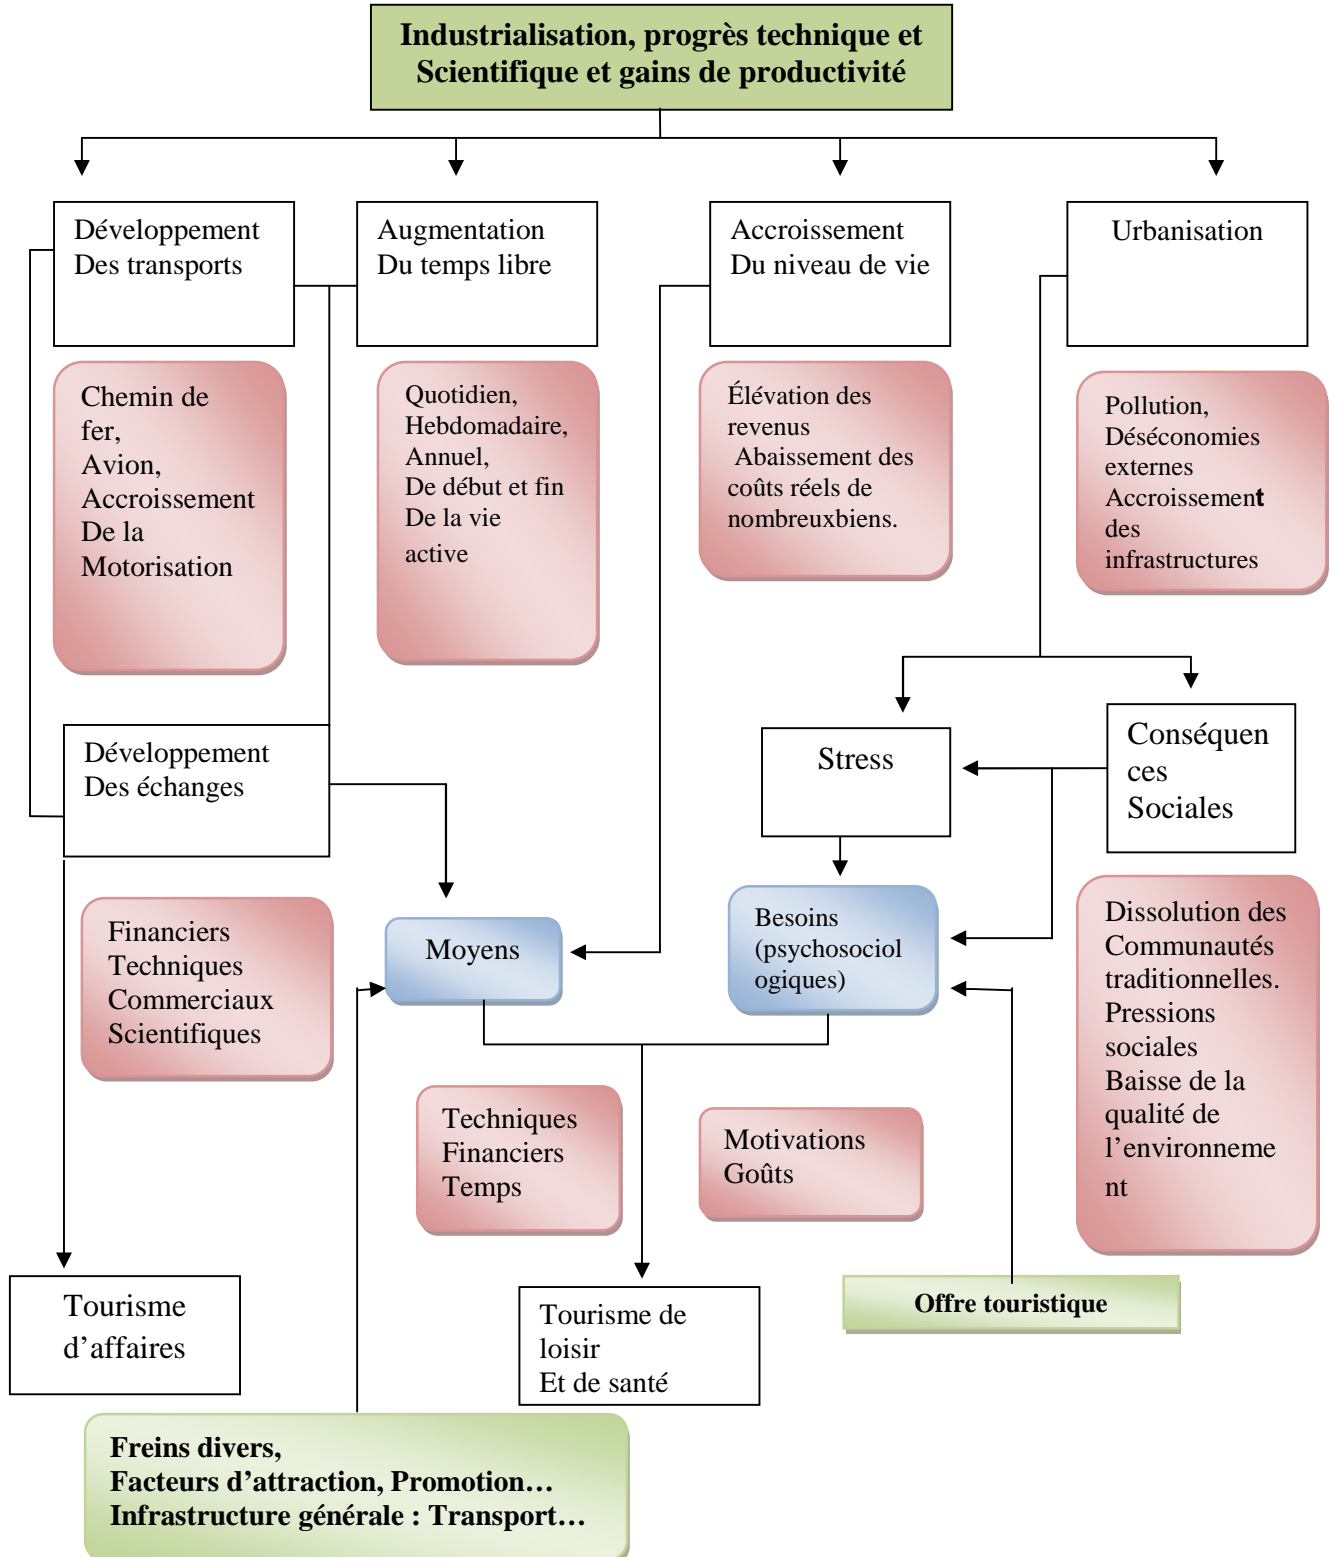 Industrialisation, progrès technique et
Scientifique et gains de productivité
Développement
Des transports
Augmentation
Du temps libre
Accroissement
Du niveau de vie
Urbanisation
Chemin de
fer,
Avion,
Accroissement
De la
Motorisation
Quotidien,
Hebdomadaire,
Annuel,
De début et fin
De la vie
active
Élévation des
revenus
Abaissement des
coûts réels de
nombreuxbiens.
Pollution,
Déséconomies
externes
Accroissement
des
infrastructures
Développement
Des échanges
Stress
Conséquen
ces
Sociales
Financiers
Techniques
Commerciaux
Scientifiques
Moyens
Besoins
(psychosociol
ogiques)
Dissolution des
Communautés
traditionnelles.
Pressions
sociales
Baisse de la
qualité de
l’environneme
nt
Techniques
Financiers
Temps
Motivations
Goûts
Tourisme
d’affaires
Tourisme de
loisir
Et de santé
Offre touristique
Freins divers,
Facteurs d’attraction, Promotion…
Infrastructure générale : Transport…